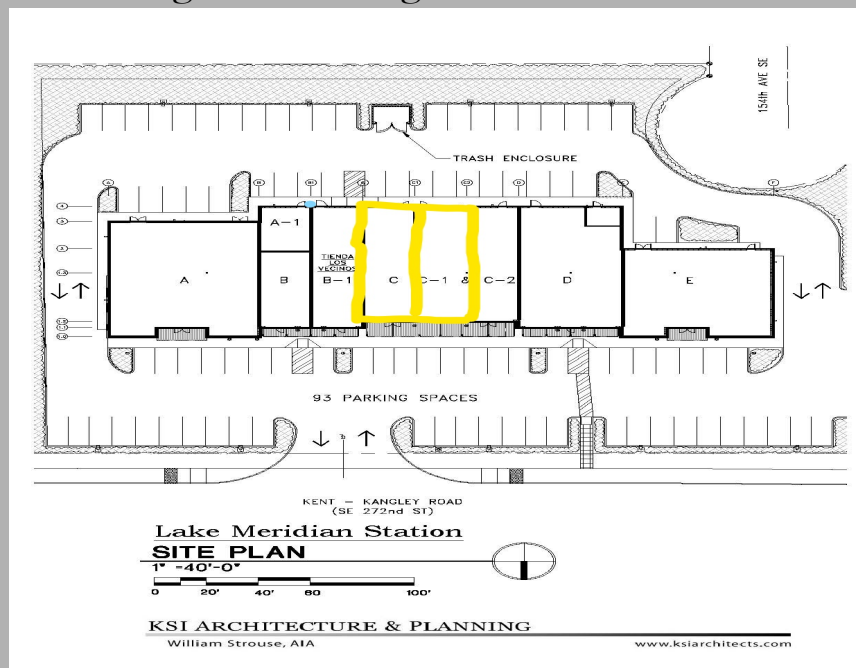 154th AVE SE
TRASH ENCLOSURE
A-1
TIENDA
LOS
VECINOS
A
B
B-1
C
C-1 & C-2
D
E
93 PARKING SPACES
KENT - KANGLEY ROAD
(SE 272nd ST)
Lake Meridian Station
SITE PLAN
1" =40'-0"
0 20' 40' 60 100'
KSI ARCHITECTURE & PLANNING
William Strouse, AIA
www.ksiarchitects.com